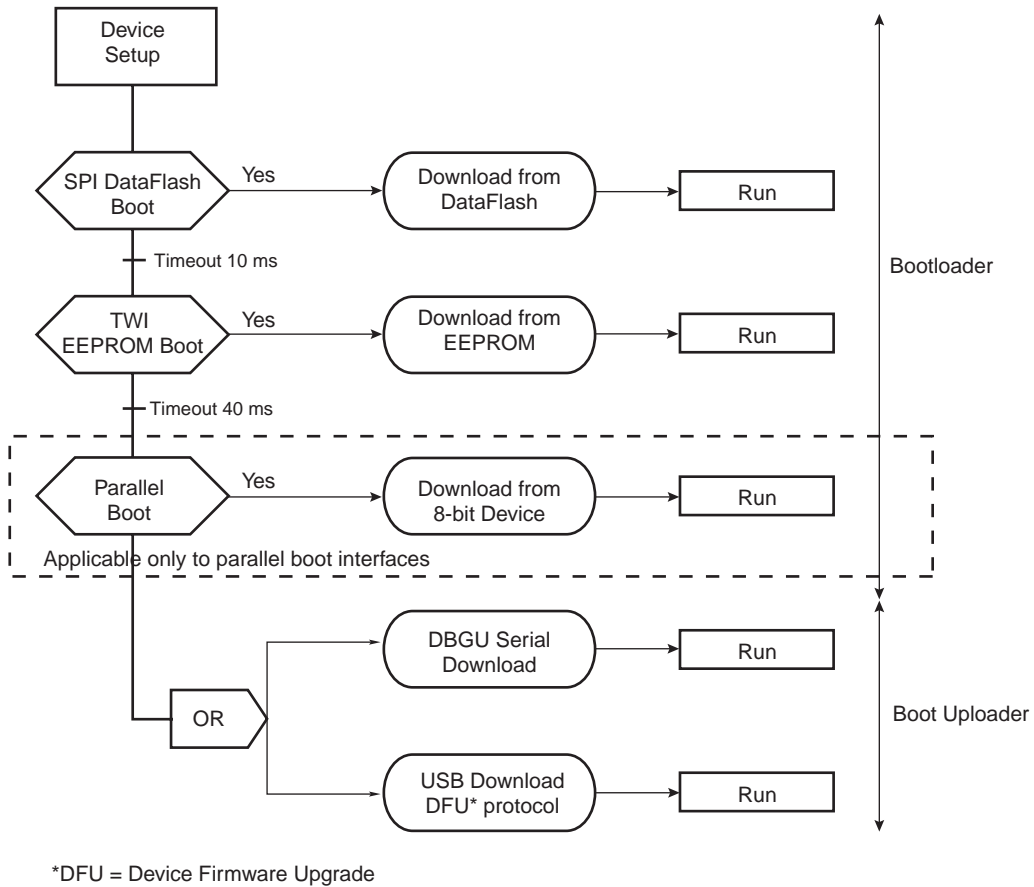 Device
Setup
SPI DataFlash
Boot
Yes
Download from
DataFlash
Run
Timeout 10 ms
Bootloader
TWI
EEPROM Boot
Yes
Download from
EEPROM
Run
Timeout 40 ms
Parallel
Boot
Yes
Download from
8-bit Device
Run
Applicable only to parallel boot interfaces
DBGU Serial
Download
Run
OR
Boot Uploader
USB Download
DFU* protocol
Run
*DFU = Device Firmware Upgrade